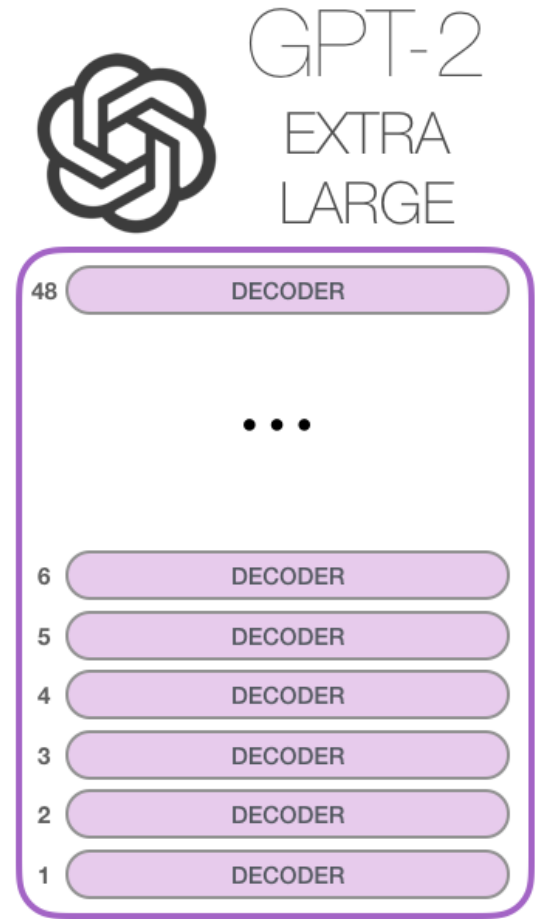 GPT-2
EXTRA
LARGE
48 DECODER
...
6 DECODER
5 DECODER
4 DECODER
3 DECODER
2 DECODER
1 DECODER